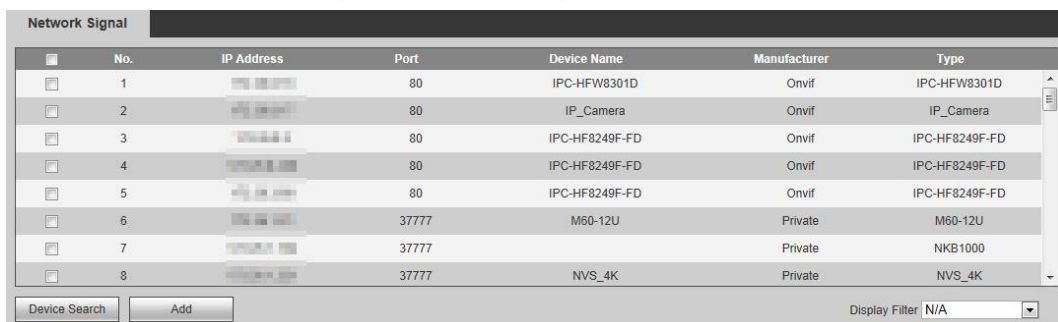 Network Signal
No. IP Address Port Device Name Manufacturer Type
1 80 IPC-HFW8301D Onvif IPC-HFW8301D
2 80 IP_Camera Onvif IP_Camera
3 80 IPC-HF8249F-FD Onvif IPC-HF8249F-FD
4 80 IPC-HF8249F-FD Onvif IPC-HF8249F-FD
5 80 IPC-HF8249F-FD Onvif IPC-HF8249F-FD
6 37777 M60-12U Private M60-12U
7 37777 Private NKB1000
8 37777 NVS_4K Private NVS_4K
Device Search Add Display Filter N/A